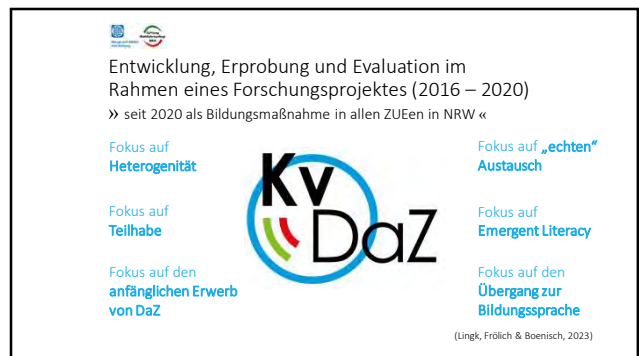 Entwicklung, Erprobung und Evaluation im
Rahmen eines Forschungsprojektes (2016 – 2020)
» seit 2020 als Bildungsmaßnahme in allen ZUEen in NRW «
Fokus auf
Heterogenität
Fokus auf
Teilhabe
Fokus auf den
anfänglichen Erwerb
von DaZ
Kv
DaZ
Fokus auf „echten“
Austausch
Fokus auf
Emergent Literacy
Fokus auf den
Übergang zur
Bildungssprache
(Lingk, Frölich & Boenisch, 2023)